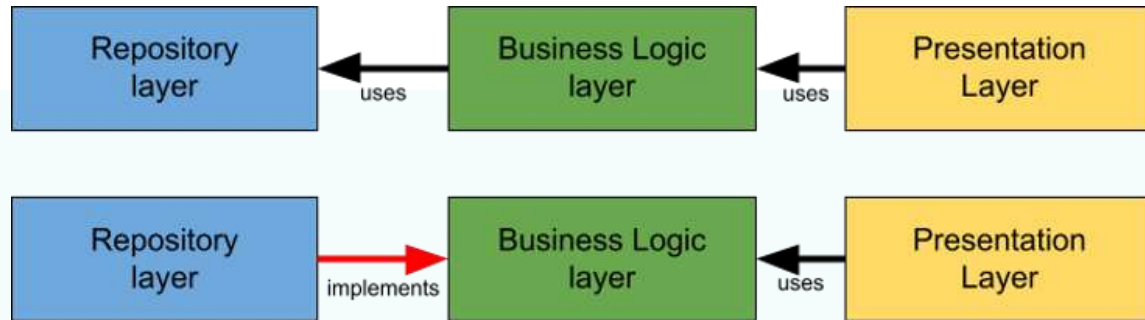 Repository
layer
uses
Business Logic
layer
uses
Presentation
Layer
Repository
layer
implements
Business Logic
layer
uses
Presentation
Layer